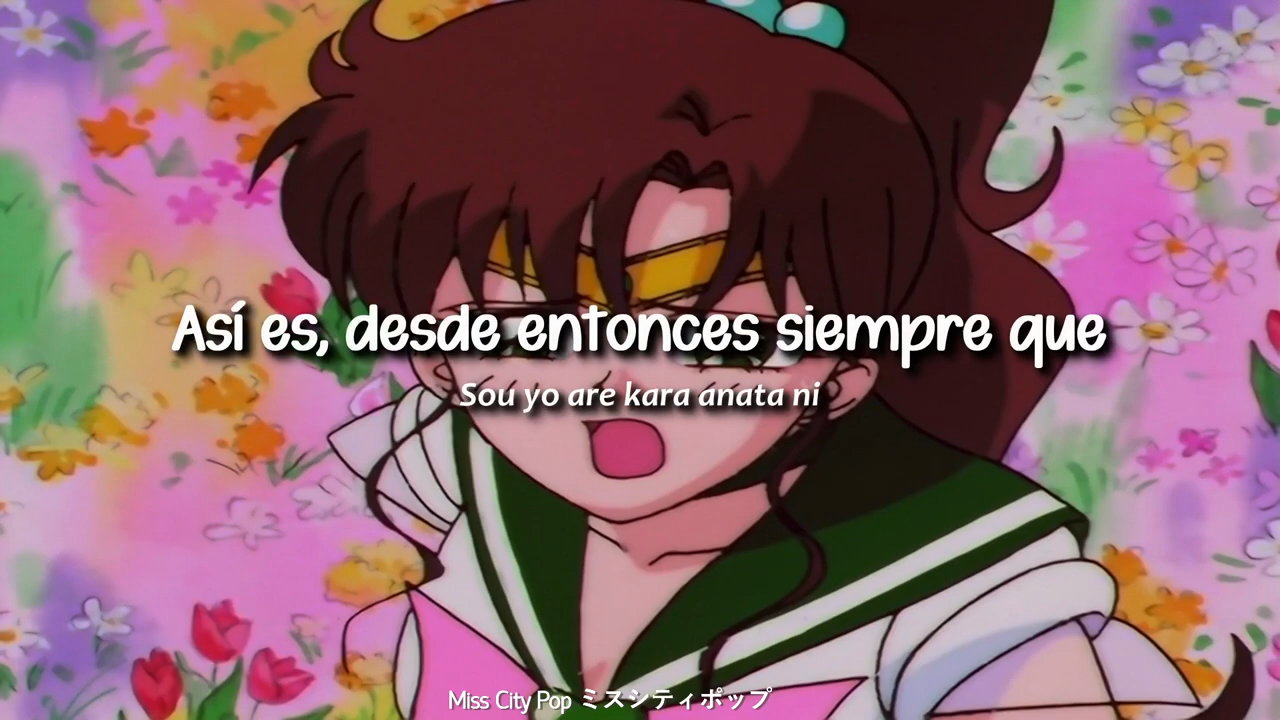 Así es, desde entonces siempre que
Sou yo are kara anata ni
Miss City Pop ミスシティポップ